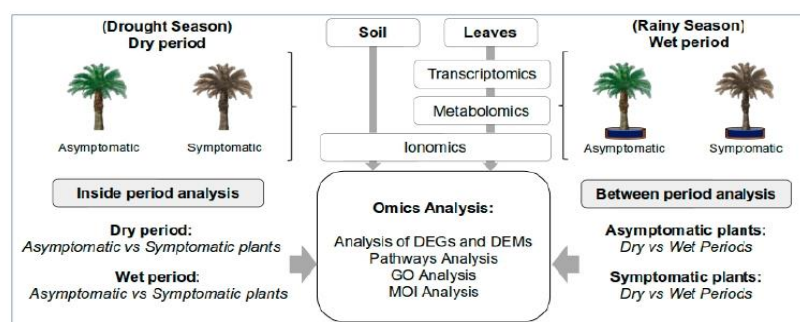 (Drought Season)
Dry period
Asymptomatic
Symptomatic
Soil
Leaves
Transcriptomics
Metabolomics
Ionomics
(Rainy Season)
Wet period
Asymptomatic
Symptomatic
Inside period analysis
Dry period:
Asymptomatic vs Symptomatic plants
Wet period:
Asymptomatic vs Symptomatic plants
Omics Analysis:
Analysis of DEGs and DEMs
Pathways Analysis
GO Analysis
MOI Analysis
Between period analysis
Asymptomatic plants:
Dry vs Wet Periods
Symptomatic plants:
Dry vs Wet Periods